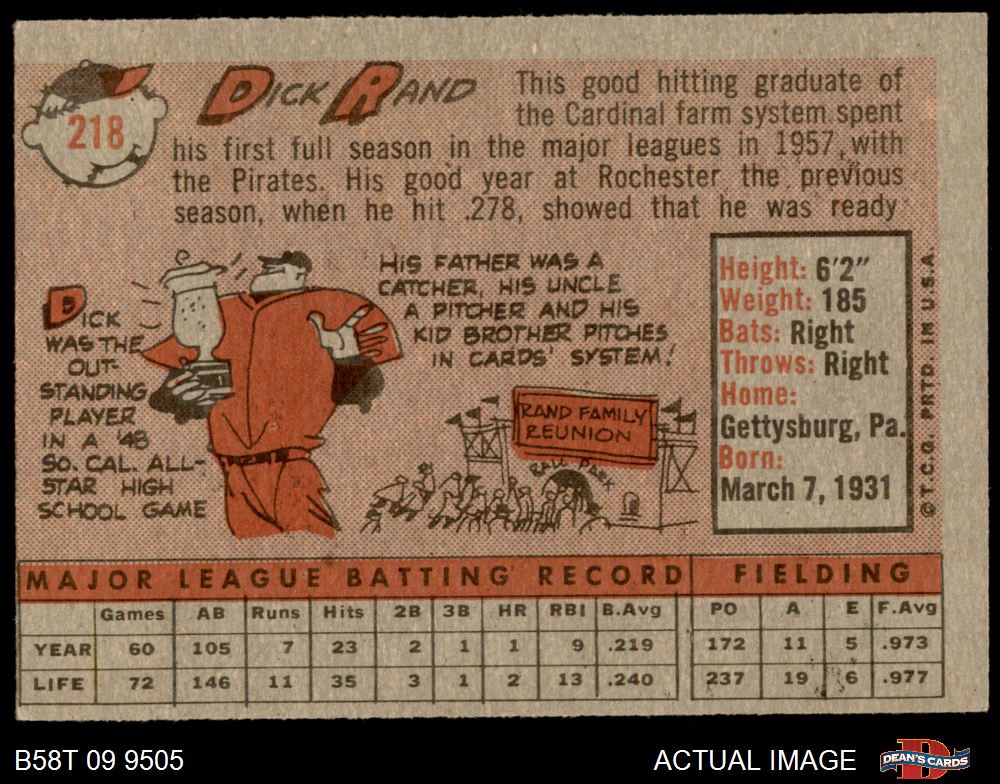 218
DICK RAND
This good hitting graduate of
the Cardinal farm system spent
his first full season in the major leagues in 1957, with
the Pirates. His good year at Rochester the previous
season, when he hit .278, showed that he was ready
DICK
WAS THE
OUT-
STANDING
PLAYER
IN A '48
SO. CAL. ALL-
STAR HIGH
SCHOOL GAME
HIS FATHER WAS A
CATCHER, HIS UNCLE
A PITCHER AND HIS
KID BROTHER PITCHES
IN CARDS' SYSTEM!
RAND FAMILY
REUNION
BALL PARK
Height: 6'2"
Weight: 185
Bats: Right
Throws: Right
Home:
Gettysburg, Pa.
Born:
March 7, 1931
© T.C.G. PRTD. IN U.S.A.
MAJOR LEAGUE BATTING RECORD FIELDING
Games AB Runs Hits 2B 3B HR RBI B.Avg PO A E F.Avg
YEAR 60 105 7 23 2 1 1 9 .219 172 11 5 .973
LIFE 72 146 11 35 3 1 2 13 .240 237 19 6 .977
B58T 09 9505 ACTUAL IMAGE
D
DEAN'S CARDS